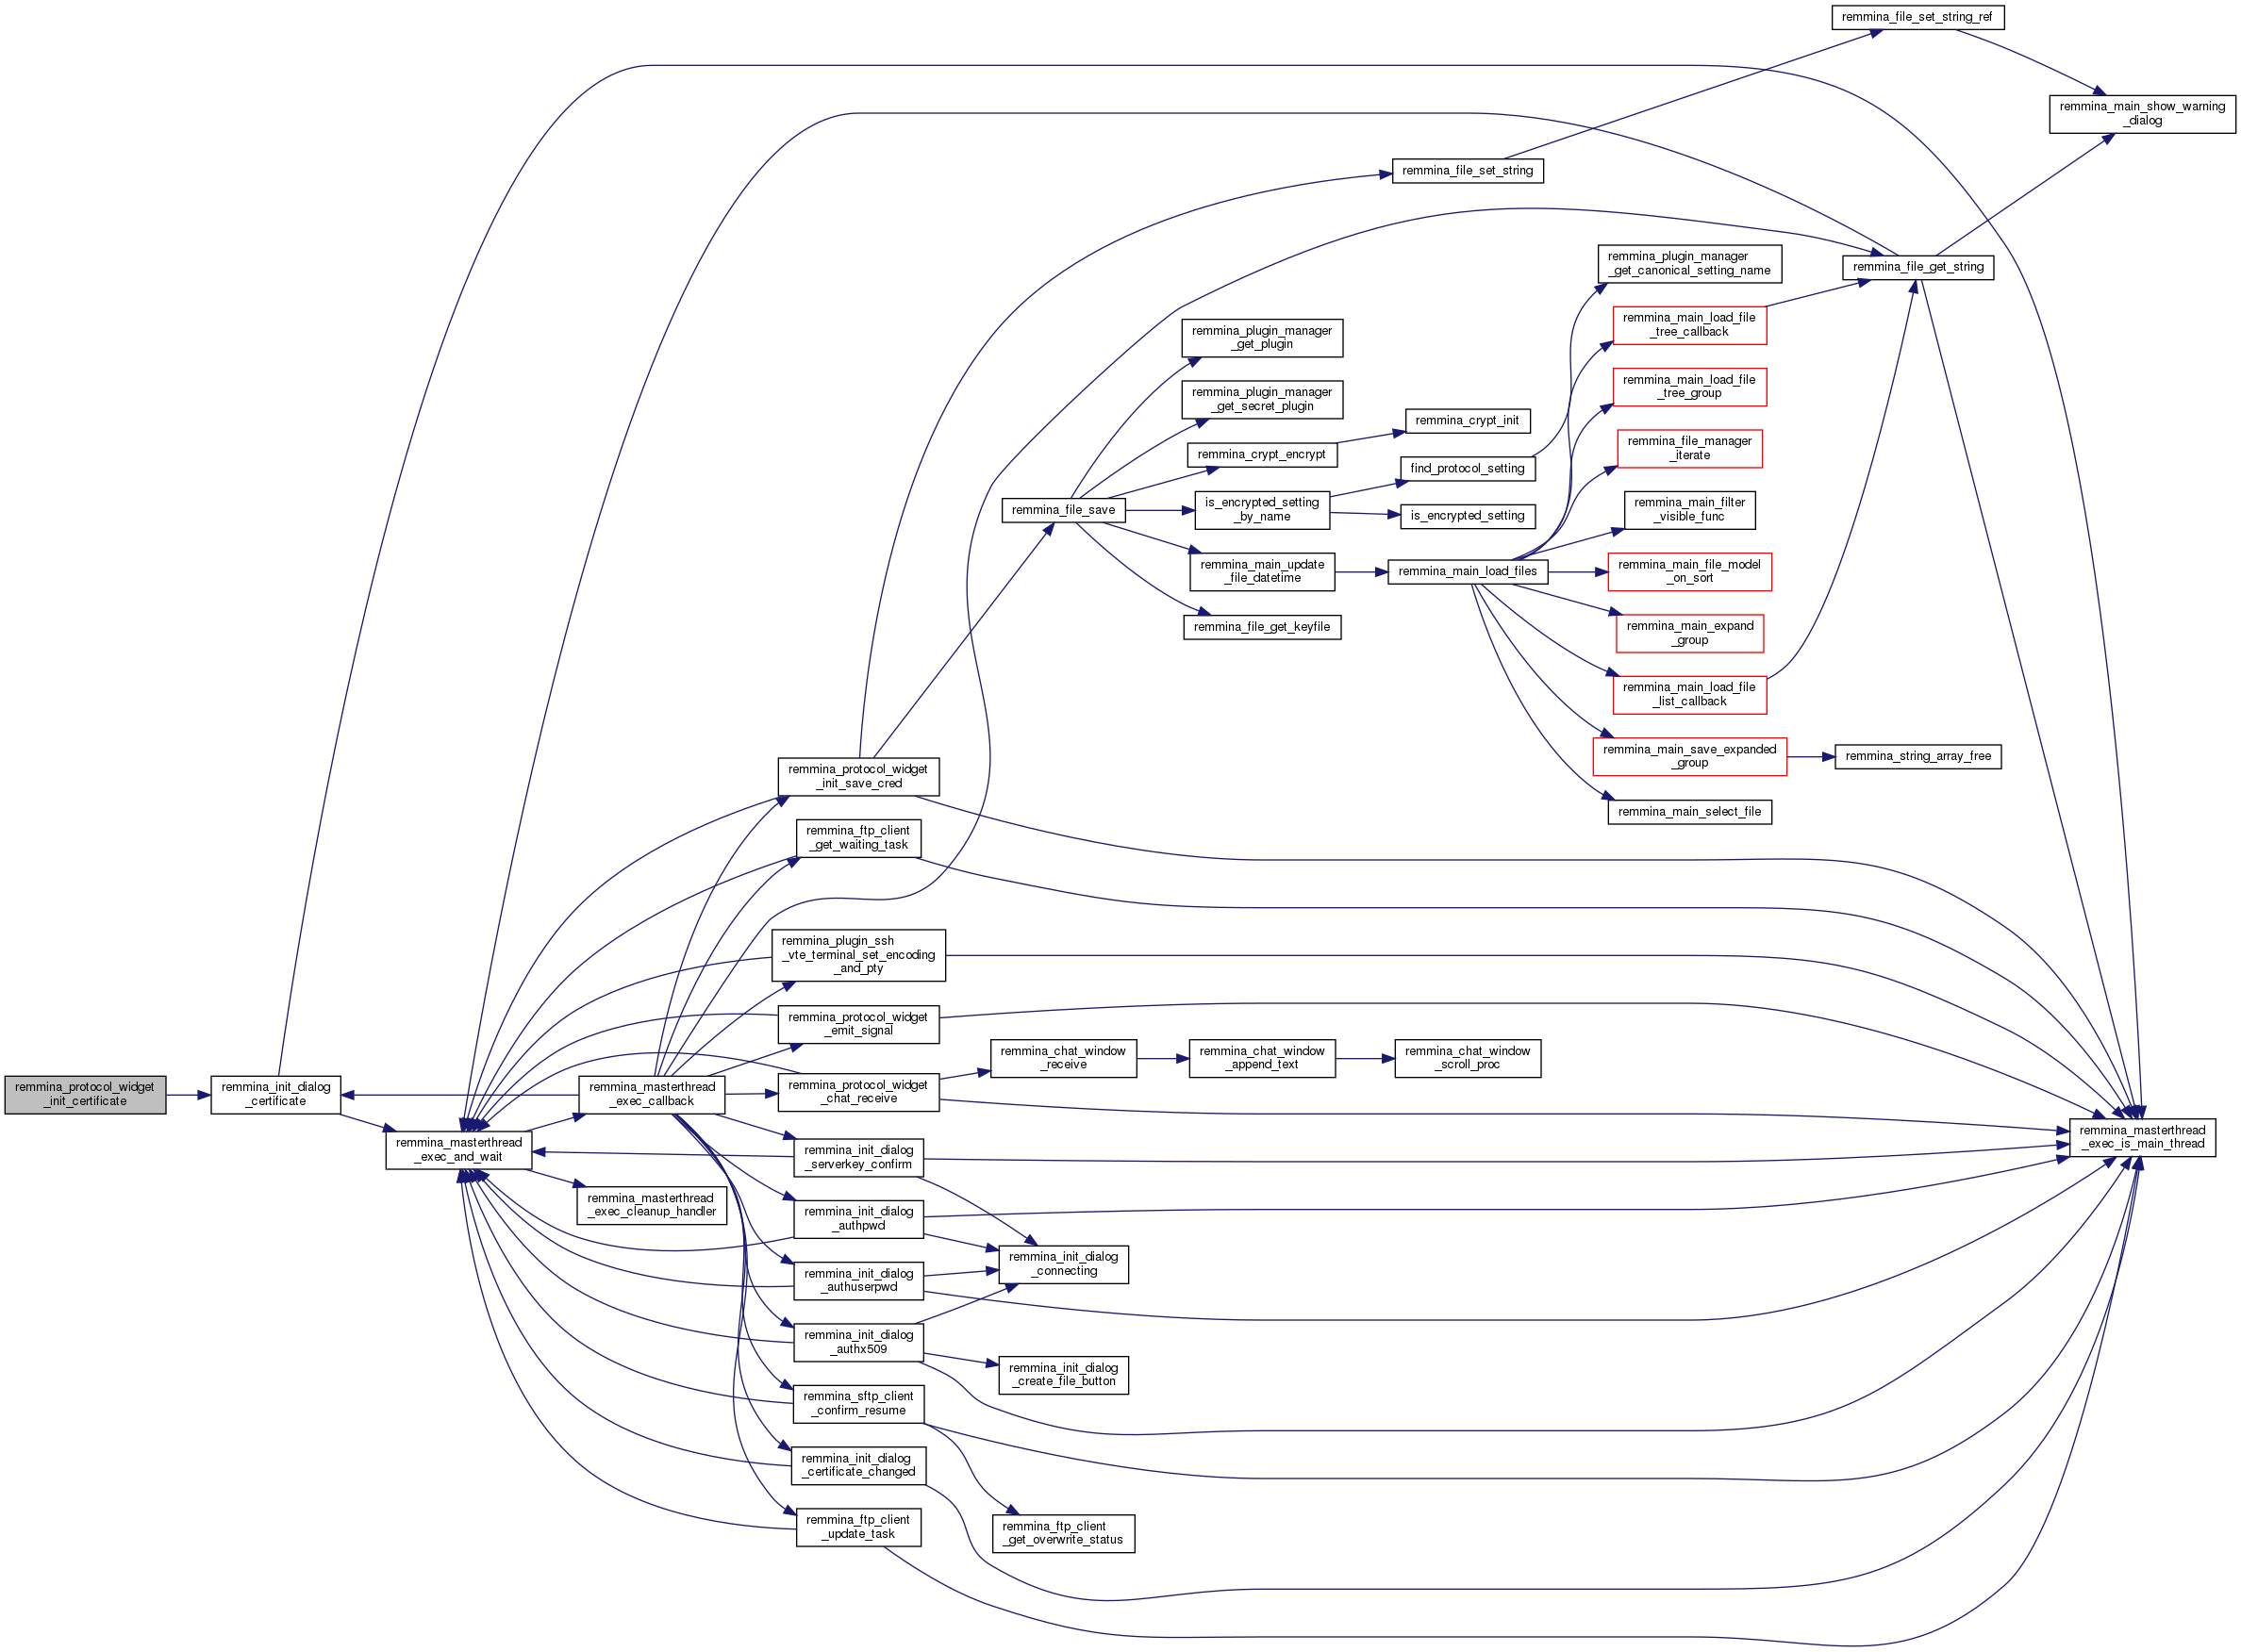 remmina_protocol_widget
_init_certificate
remmina_init_dialog
_certificate
remmina_masterthread
_exec_and_wait
remmina_masterthread
_exec_callback
remmina_masterthread
_exec_cleanup_handler
remmina_protocol_widget
_init_save_cred
remmina_ftp_client
_get_waiting_task
remmina_plugin_ssh
_vte_terminal_set_encoding
_and_pty
remmina_protocol_widget
_emit_signal
remmina_protocol_widget
_chat_receive
remmina_init_dialog
_serverkey_confirm
remmina_init_dialog
_authpwd
remmina_init_dialog
_authuserpwd
remmina_init_dialog
_authx509
remmina_sftp_client
_confirm_resume
remmina_init_dialog
_certificate_changed
remmina_ftp_client
_update_task
remmina_file_save
remmina_chat_window
_receive
remmina_init_dialog
_connecting
remmina_init_dialog
_create_file_button
remmina_ftp_client
_get_overwrite_status
remmina_plugin_manager
_get_plugin
remmina_plugin_manager
_get_secret_plugin
remmina_crypt_encrypt
is_encrypted_setting
_by_name
remmina_main_update
_file_datetime
remmina_file_get_keyfile
remmina_chat_window
_append_text
remmina_file_set_string
remmina_crypt_init
find_protocol_setting
is_encrypted_setting
remmina_main_load_files
remmina_chat_window
_scroll_proc
remmina_plugin_manager
_get_canonical_setting_name
remmina_main_load_file
_tree_callback
remmina_main_load_file
_tree_group
remmina_file_manager
_iterate
remmina_main_filter
_visible_func
remmina_main_file_model
_on_sort
remmina_main_expand
_group
remmina_main_load_file
_list_callback
remmina_main_save_expanded
_group
remmina_main_select_file
remmina_file_set_string_ref
remmina_file_get_string
remmina_string_array_free
remmina_main_show_warning
_dialog
remmina_masterthread
_exec_is_main_thread